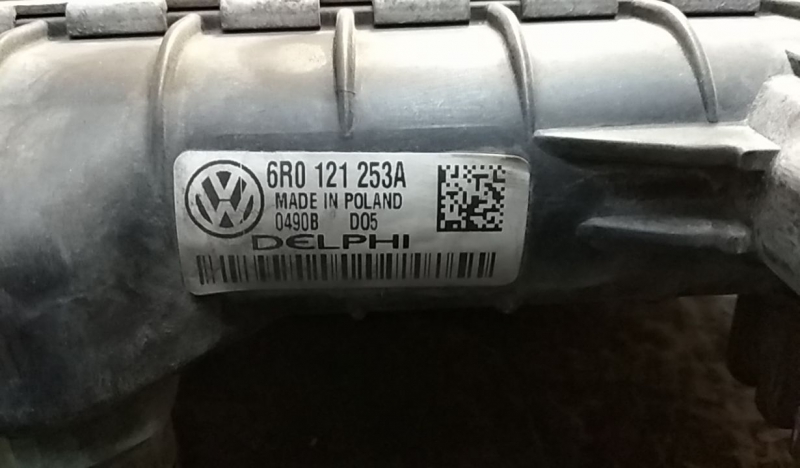 6R0 121 253A
MADE IN POLAND
0490B D05
DELPHI